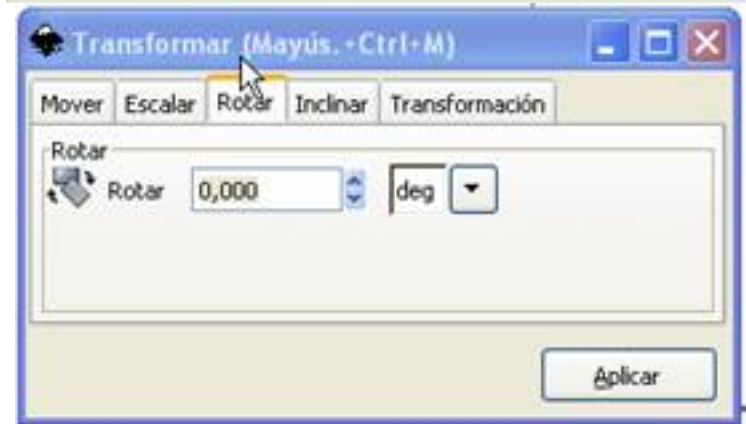 Transformar (Mayús.+Ctrl+M)
Mover Escalar Rotar Inclinar Transformación
Rotar
Rotar 0,000 deg
Aplicar